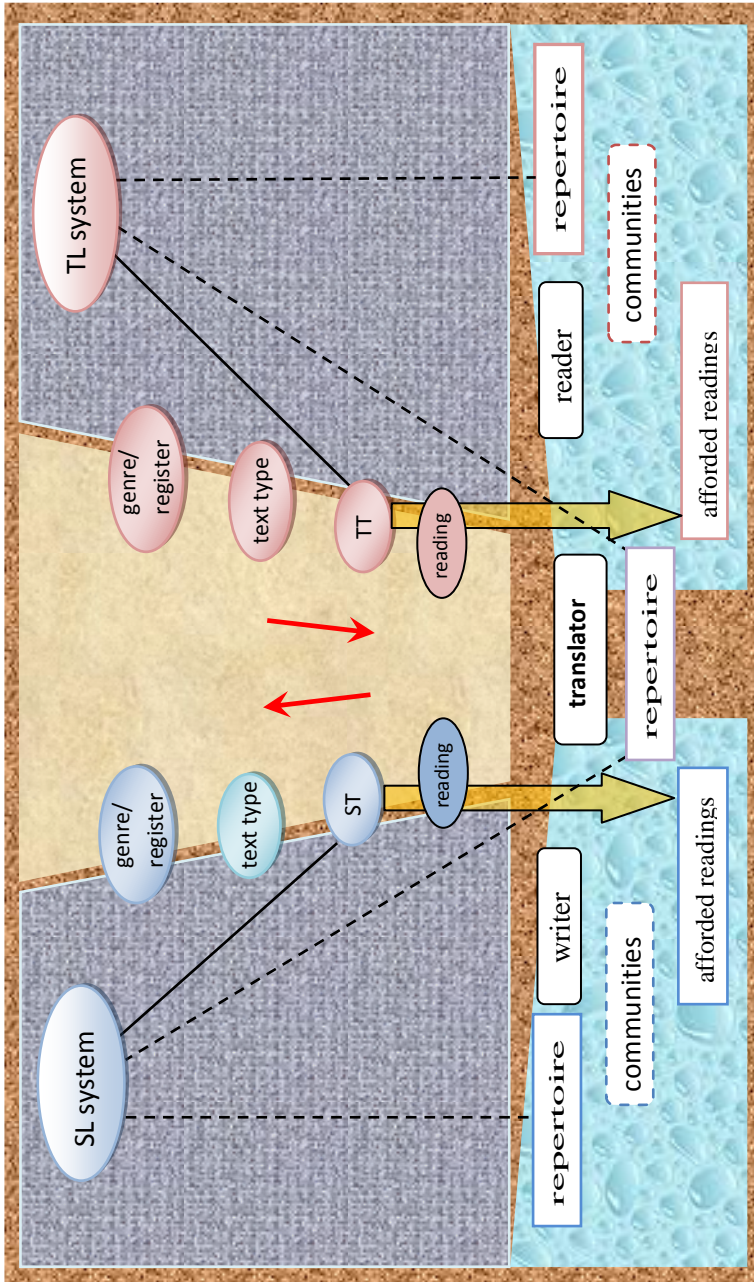 SL system
TL system
genre/
register
genre/
register
text type
text type
ST
TT
reading
reading
repertoire
writer
translator
reader
repertoire
communities
repertoire
communities
afforded readings
afforded readings